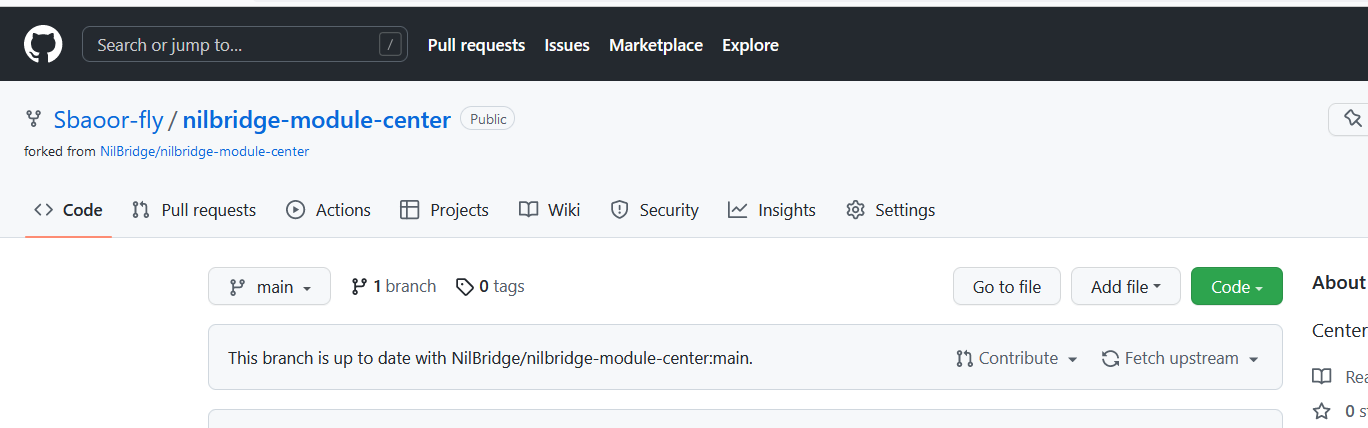 Search or jump to... / Pull requests Issues Marketplace Explore
Sbaoor-fly / nilbridge-module-center Public
forked from NilBridge/nilbridge-module-center
Code Pull requests Actions Projects Wiki Security Insights Settings
main 1 branch 0 tags Go to file Add file Code About
This branch is up to date with NilBridge/nilbridge-module-center:main. Contribute Fetch upstream
Center
0